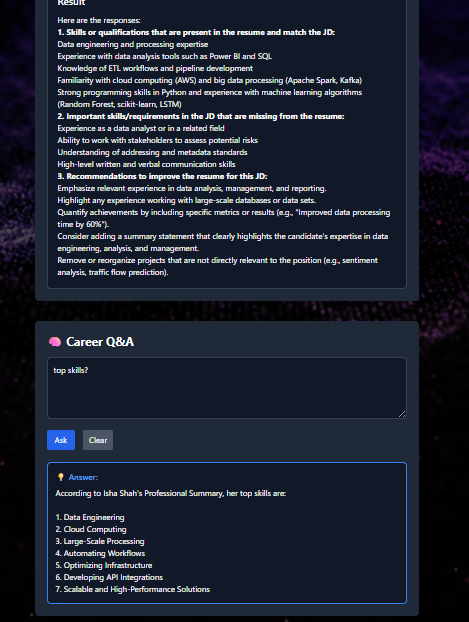 Result
Here are the responses:
1. Skills or qualifications that are present in the resume and match the JD:
Data engineering and processing expertise
Experience with data analysis tools such as Power BI and SQL
Knowledge of ETL workflows and pipeline development
Familiarity with cloud computing (AWS) and big data processing (Apache Spark, Kafka)
Strong programming skills in Python and experience with machine learning algorithms
(Random Forest, scikit-learn, LSTM)
2. Important skills/requirements in the JD that are missing from the resume:
Experience as a data analyst or in a related field
Ability to work with stakeholders to assess potential risks
Understanding of addressing and metadata standards
High-level written and verbal communication skills
3. Recommendations to improve the resume for this JD:
Emphasize relevant experience in data analysis, management, and reporting.
Highlight any experience working with large-scale databases or data sets.
Quantify achievements by including specific metrics or results (e.g., "Improved data processing
time by 60%").
Consider adding a summary statement that clearly highlights the candidate's expertise in data
engineering, analysis, and management.
Remove or reorganize projects that are not directly relevant to the position (e.g., sentiment
analysis, traffic flow prediction).
🧠 Career Q&A
top skills?
Ask Clear
💡 Answer:
According to Isha Shah's Professional Summary, her top skills are:
1. Data Engineering
2. Cloud Computing
3. Large-Scale Processing
4. Automating Workflows
5. Optimizing Infrastructure
6. Developing API Integrations
7. Scalable and High-Performance Solutions